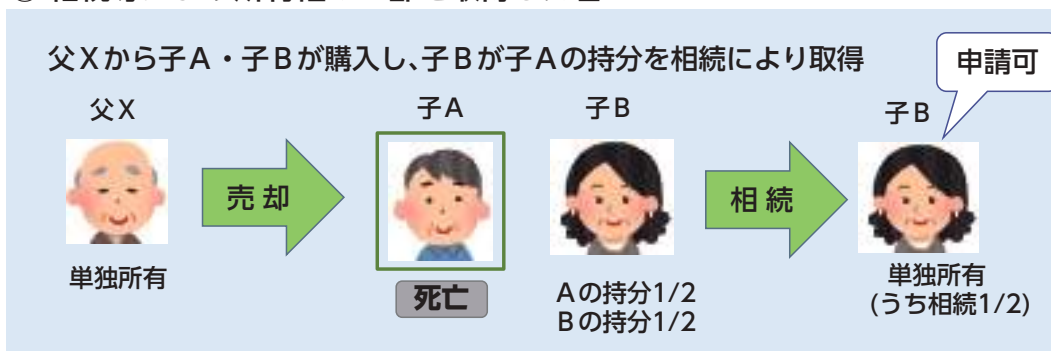 父Xから子A・子Bが購入し、子Bが子Aの持分を相続により取得
申請可
父X
子A
子B
子B
売却
相続
単独所有
死亡
Aの持分1/2
Bの持分1/2
単独所有
(うち相続1/2)